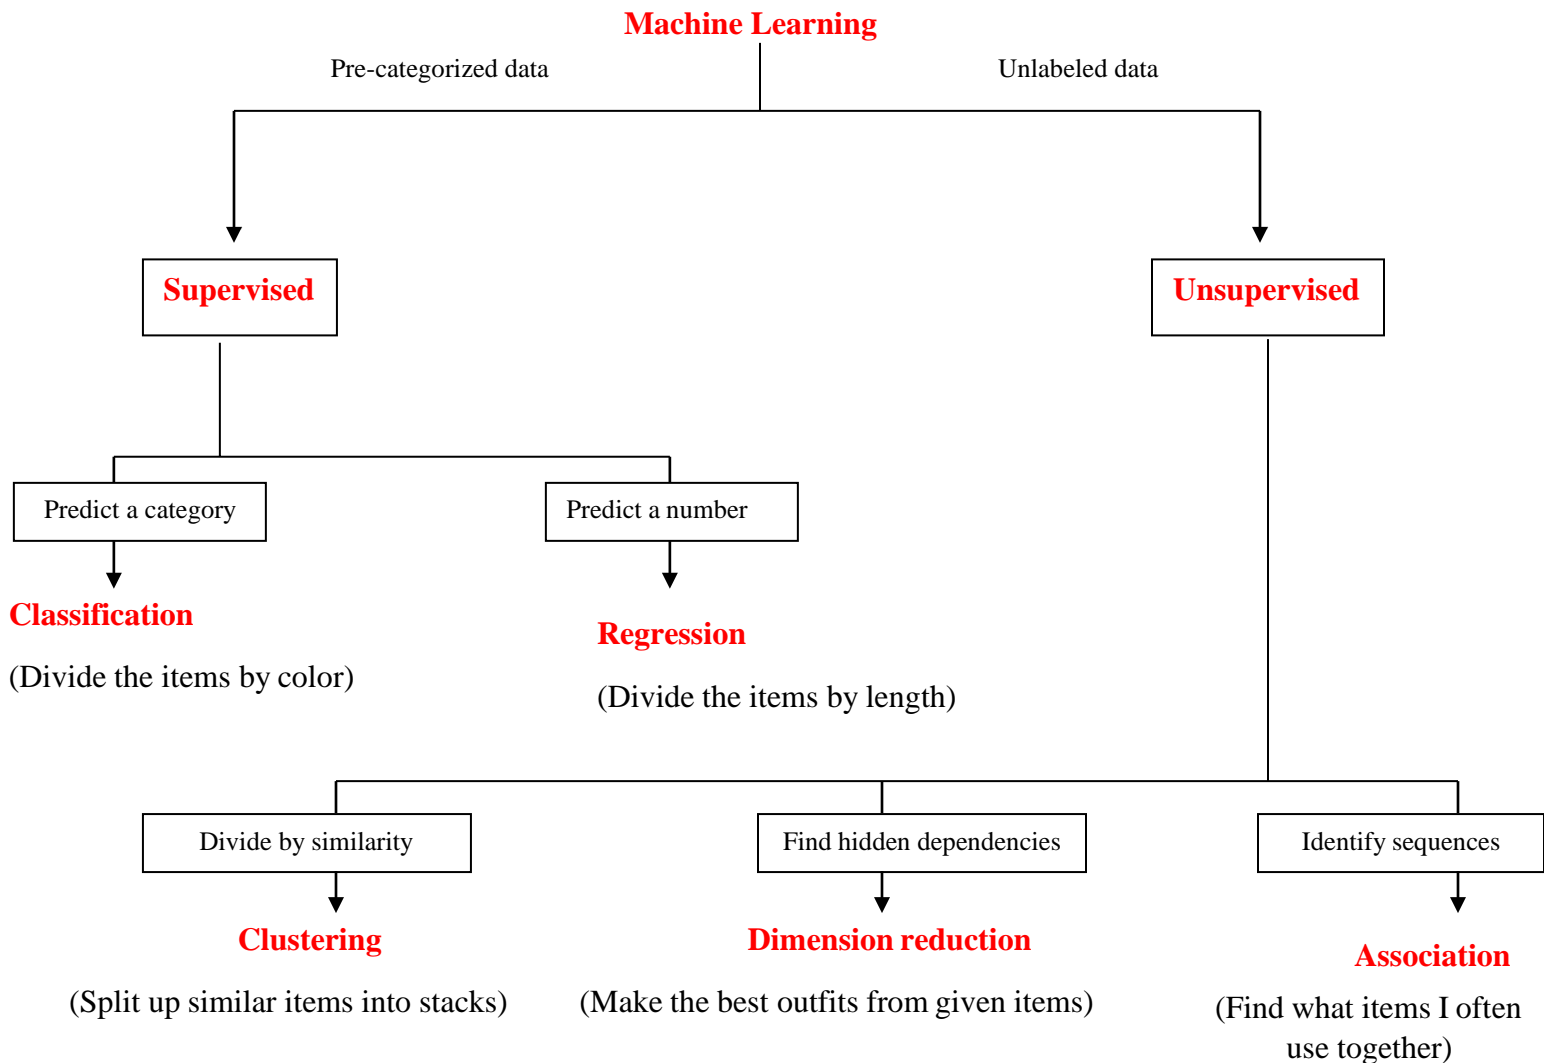 Machine Learning
Pre-categorized data
Unlabeled data
Supervised
Unsupervised
Predict a category
Predict a number
Classification
Regression
(Divide the items by color)
(Divide the items by length)
Divide by similarity
Find hidden dependencies
Identify sequences
Clustering
Dimension reduction
Association
(Split up similar items into stacks)
(Make the best outfits from given items)
(Find what items I often
use together)